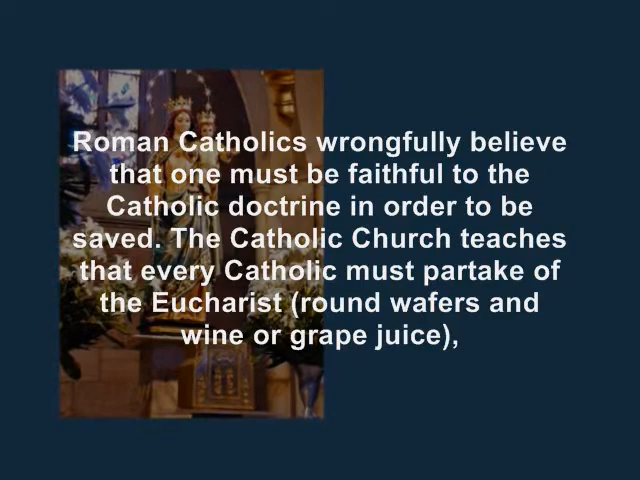 Roman Catholics wrongfully believe
that one must be faithful to the
Catholic doctrine in order to be
saved. The Catholic Church teaches
that every Catholic must partake of
the Eucharist (round wafers and
wine or grape juice),